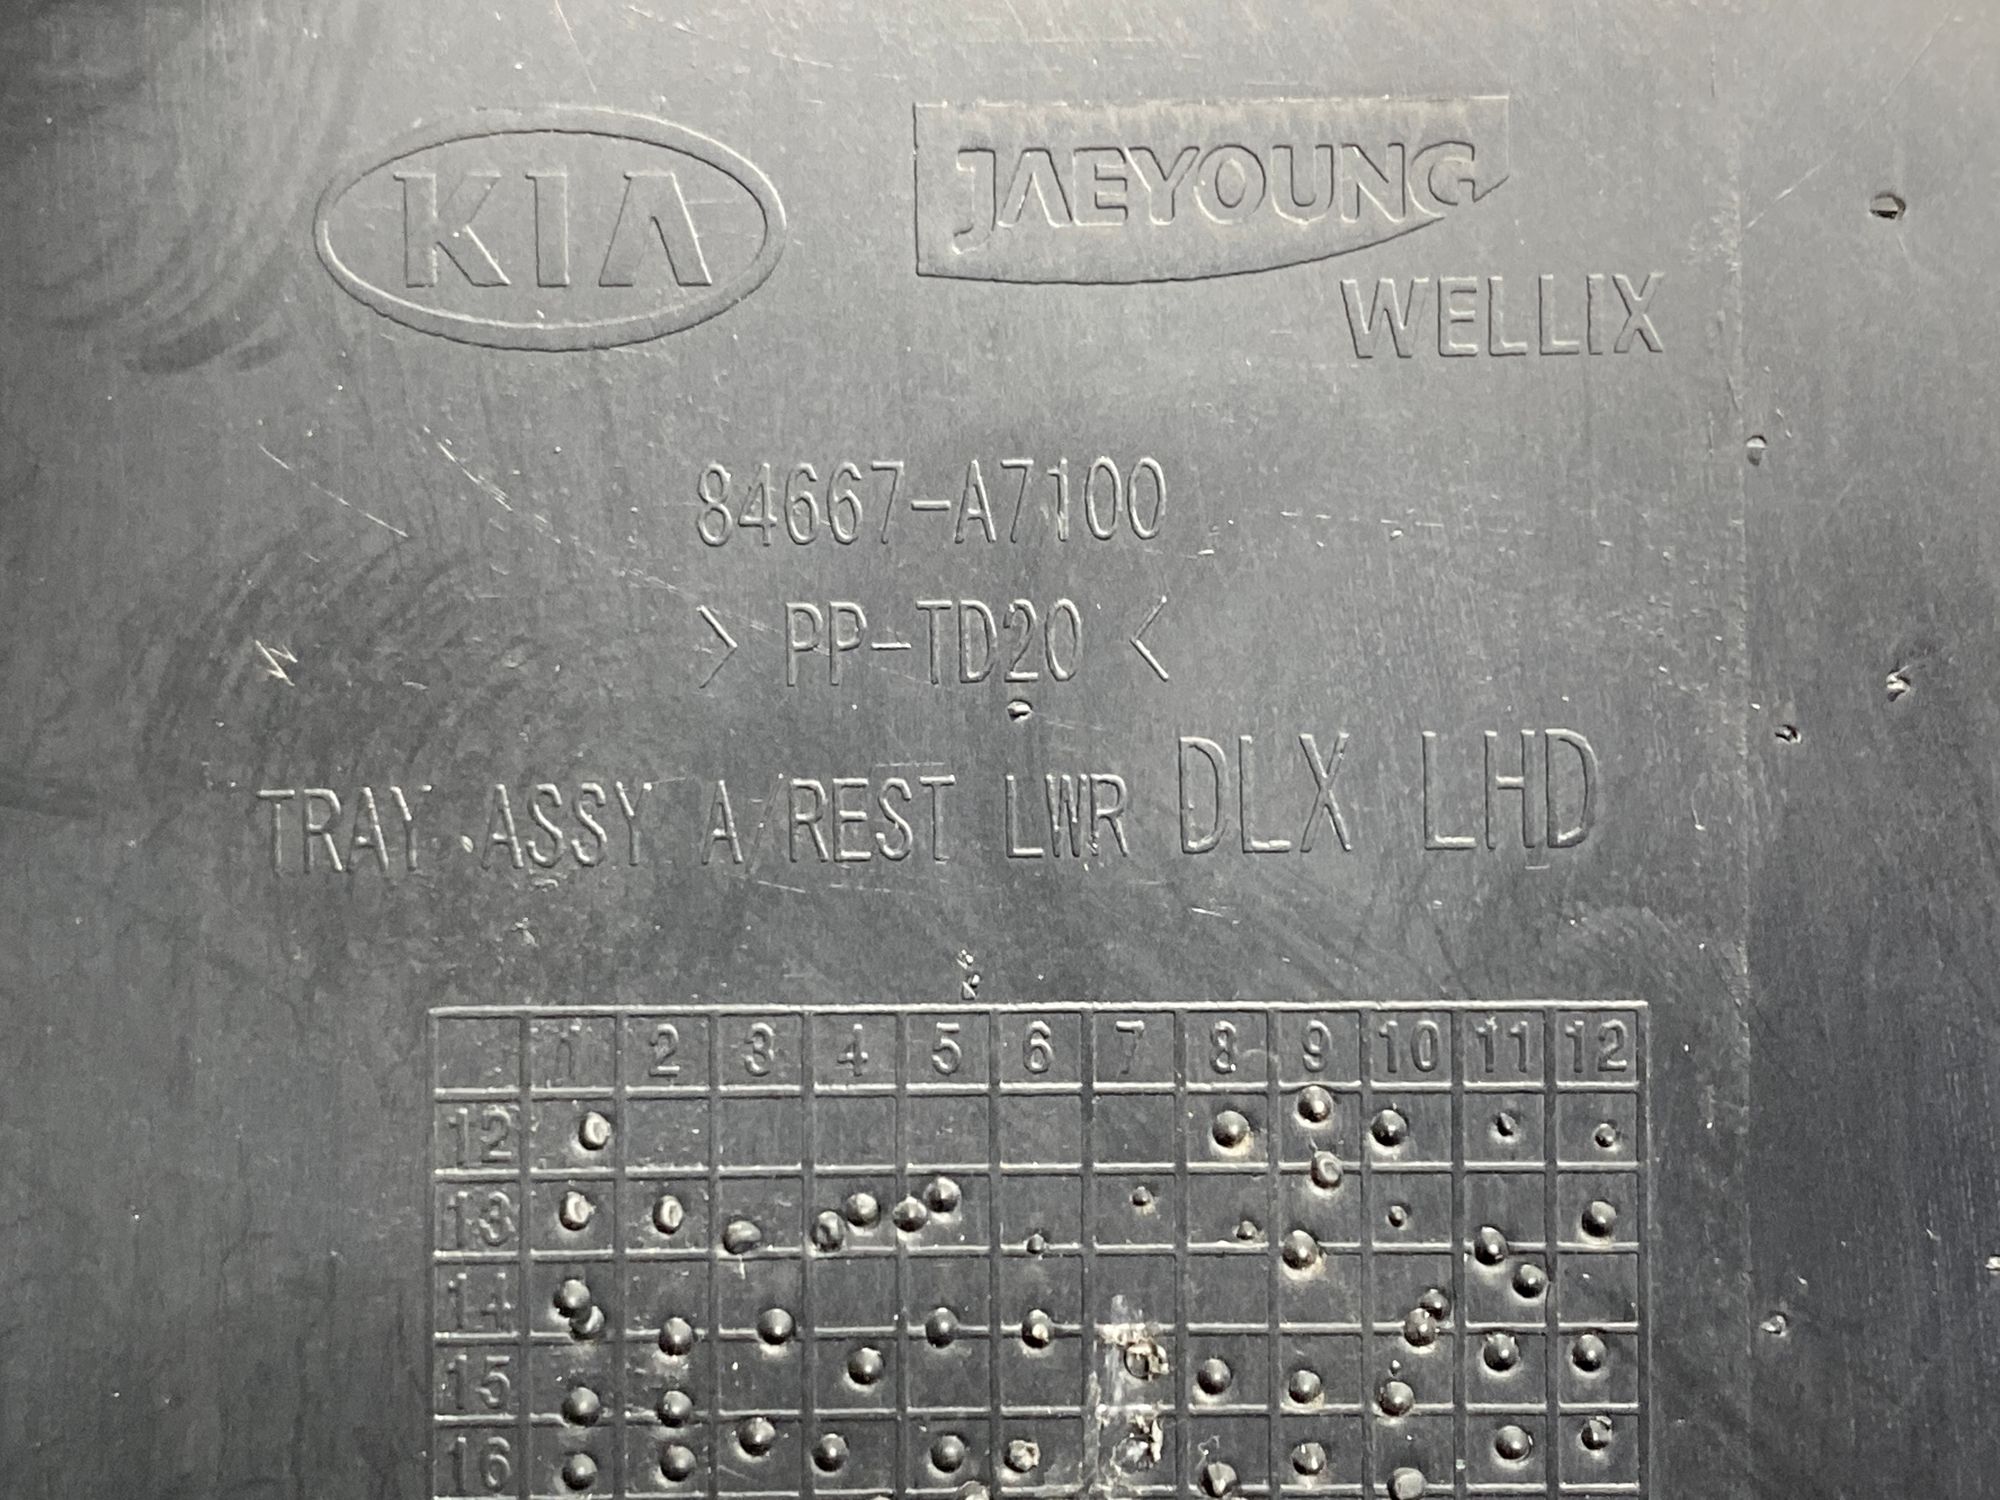 KIA
JAEYOUNG
WELLIX
84667-A7100
> PP-TD20 <
TRAY ASSY A/REST LWR DLX LHD
1 2 3 4 5 6 7 8 9 10 11 12
12
13
14
15
16